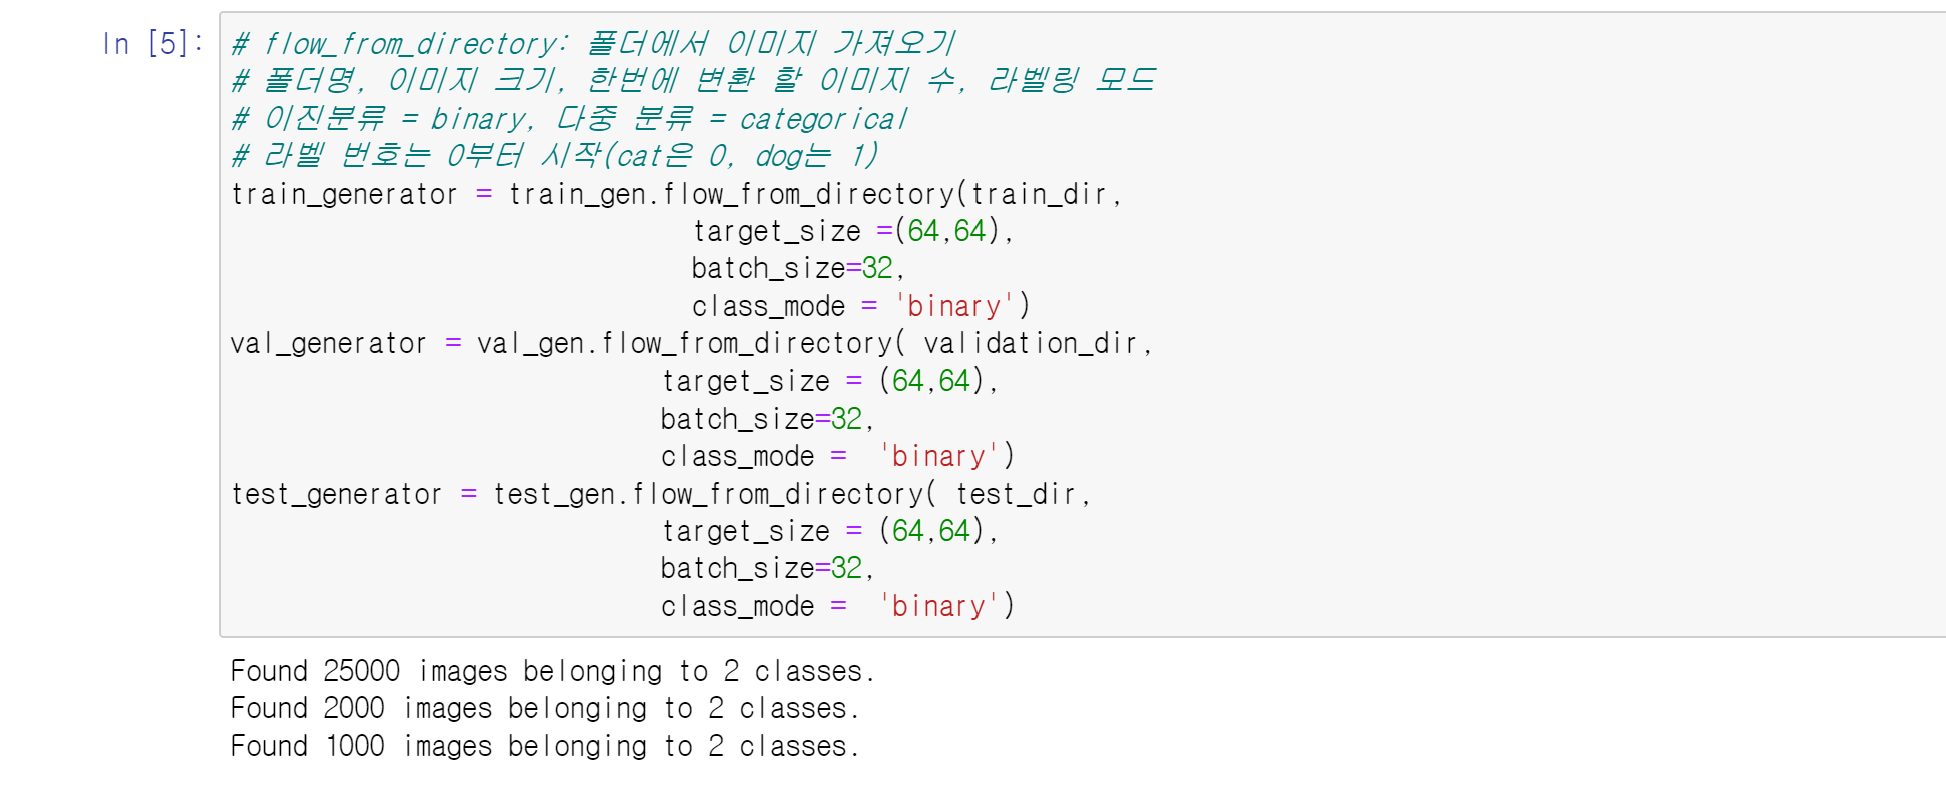 In [5]:
# flow_from_directory: 폴더에서 이미지 가져오기
# 폴더명, 이미지 크기, 한번에 변환 할 이미지 수, 라벨링 모드
# 이진분류 = binary, 다중 분류 = categorical
# 라벨 번호는 0부터 시작(cat은 0, dog는 1)
train_generator = train_gen.flow_from_directory(train_dir,
target_size =(64,64),
batch_size=32,
class_mode = 'binary')
val_generator = val_gen.flow_from_directory( validation_dir,
target_size = (64,64),
batch_size=32,
class_mode =  'binary')
test_generator = test_gen.flow_from_directory( test_dir,
target_size = (64,64),
batch_size=32,
class_mode =  'binary')
Found 25000 images belonging to 2 classes.
Found 2000 images belonging to 2 classes.
Found 1000 images belonging to 2 classes.